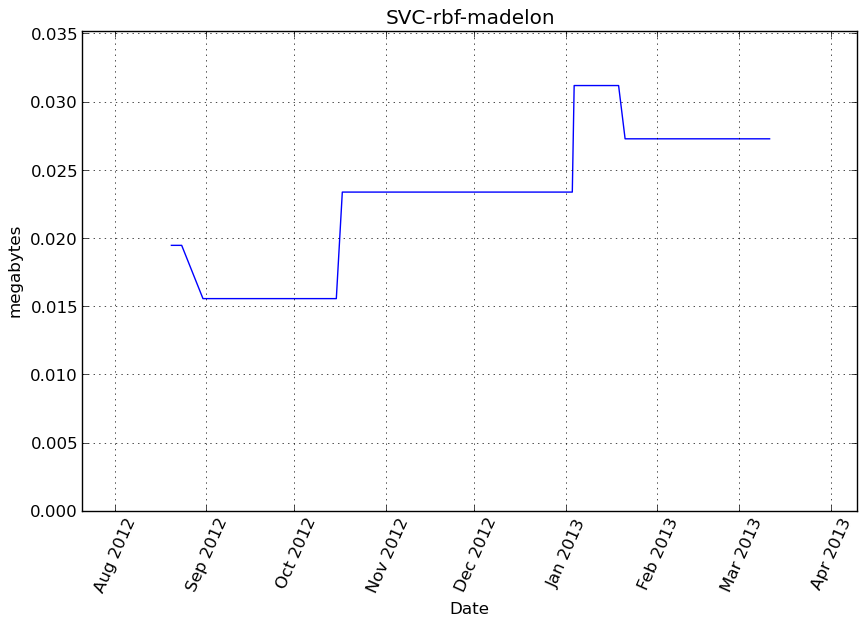 SVC-rbf-madelon
0.035
0.030
0.025
0.020
0.015
0.010
0.005
0.000
megabytes
Aug 2012
Sep 2012
Oct 2012
Nov 2012
Dec 2012
Jan 2013
Feb 2013
Mar 2013
Apr 2013
Date